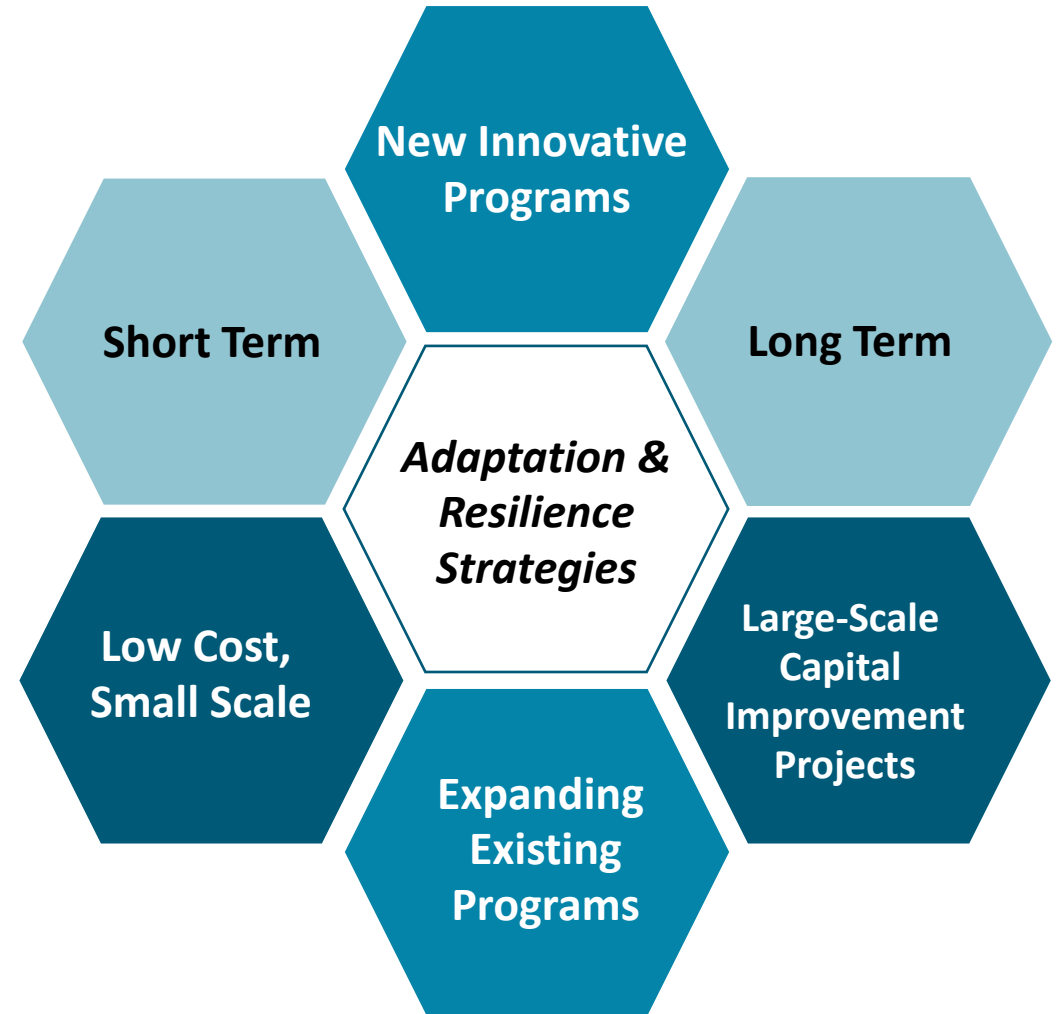 New Innovative
Programs
Short Term
Long Term
Adaptation &
Resilience
Strategies
Low Cost,
Small Scale
Large-Scale
Capital
Improvement
Projects
Expanding
Existing
Programs